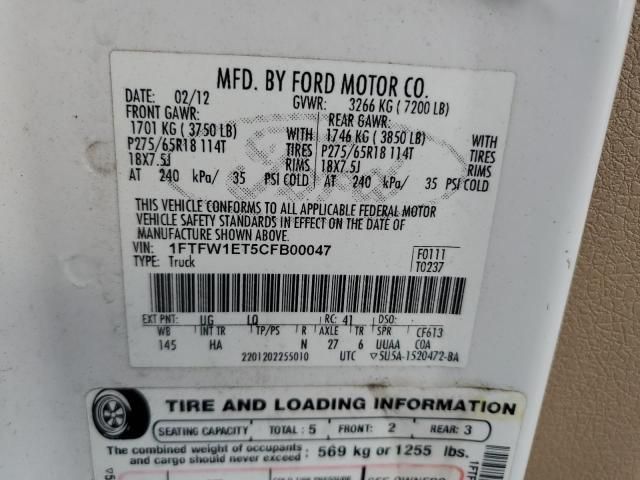 MFD. BY FORD MOTOR CO.
DATE: 02/12 GVWR: 3266 KG ( 7200 LB)
FRONT GAWR: REAR GAWR:
1701 KG ( 3750 LB) WITH 1746 KG ( 3850 LB) WITH
P275/65R18 114T TIRES P275/65R18 114T TIRES
18X7.5J RIMS 18X7.5J RIMS
AT 240 kPa/ 35 PSI COLD AT 240 kPa/ 35 PSI COLD
THIS VEHICLE CONFORMS TO ALL APPLICABLE FEDERAL MOTOR
VEHICLE SAFETY STANDARDS IN EFFECT ON THE DATE OF
MANUFACTURE SHOWN ABOVE.
VIN: 1FTFW1ET5CFB00047 F0111
TYPE: Truck T0237
EXT PNT: UG LQ RC: 41 DSO:
WB INT TR TP/PS R AXLE TR SPR CF613
145 HA N 27 6 UUAA COA
2201202255010 UTC 5U5A-1520472-BA
TIRE AND LOADING INFORMATION
SEATING CAPACITY TOTAL : 5 FRONT: 2 REAR: 3
The combined weight of occupants
and cargo should never exceed : 569 kg or 1255 lbs.
SEE OWNERS